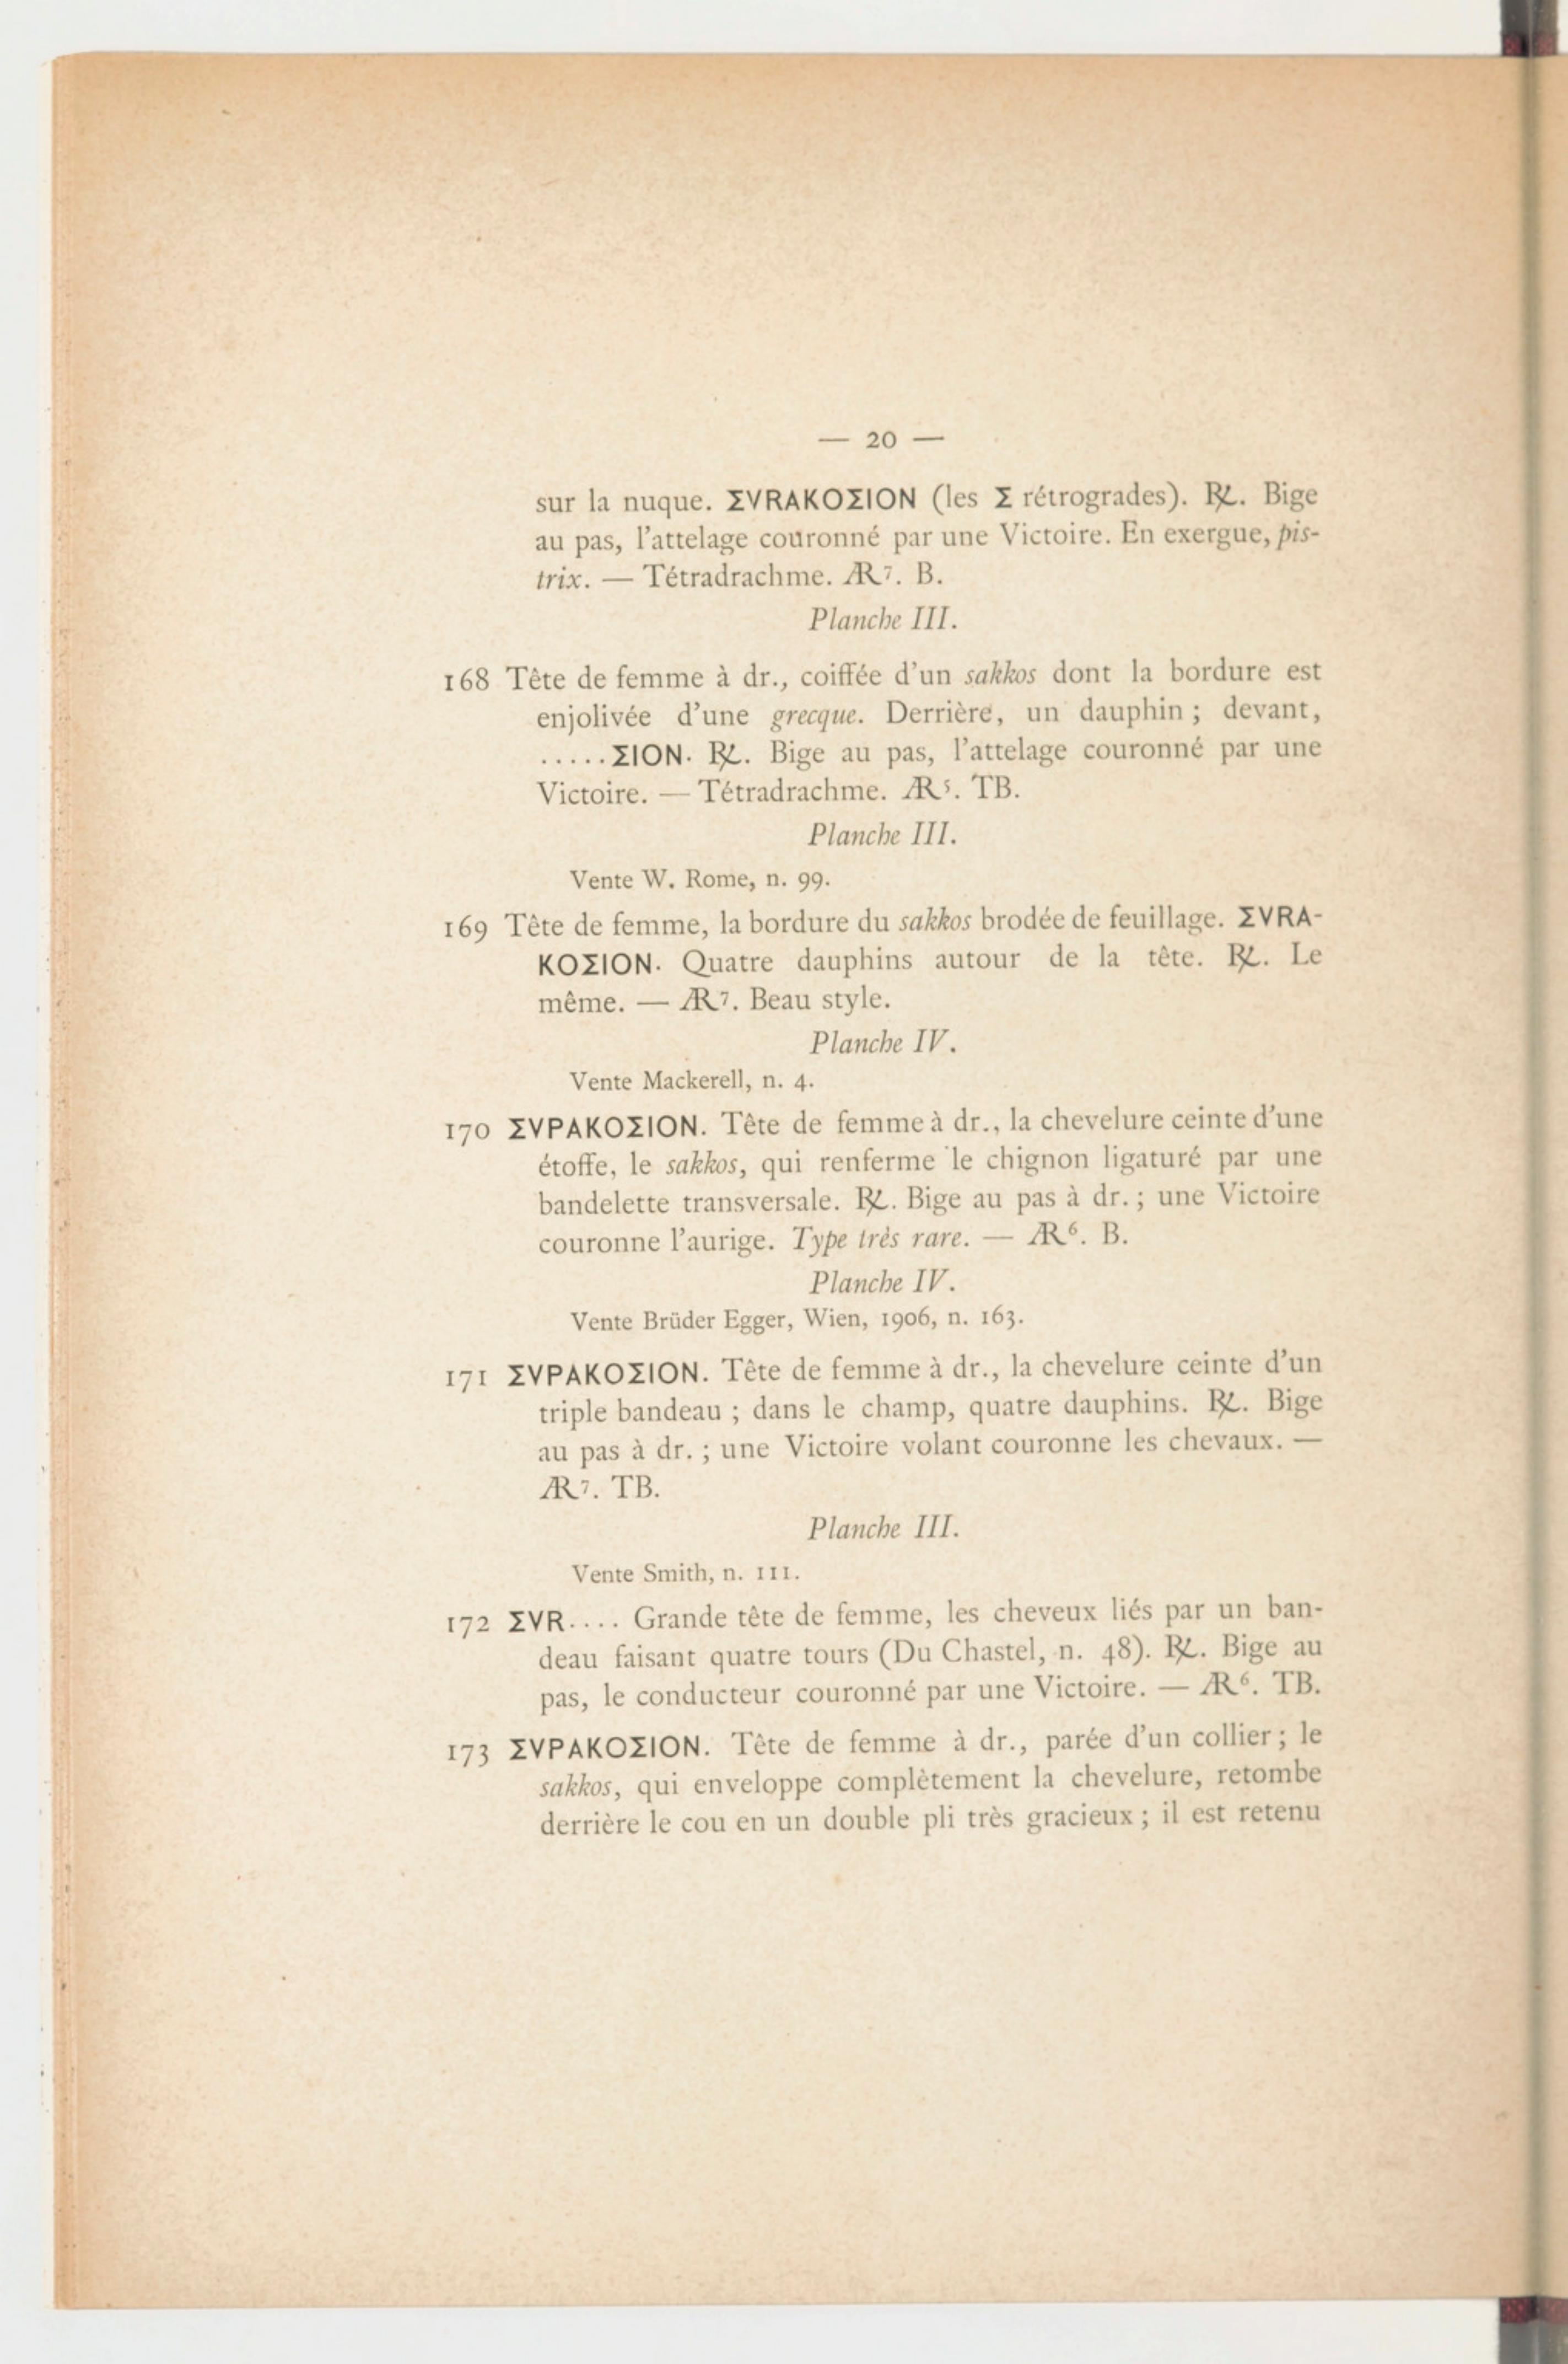 — 20 —
sur la nuque. ΣVRAKOΣION (les Σ rétrogrades). ℞. Bige
au pas, l'attelage couronné par une Victoire. En exergue, pis-
trix. — Tétradrachme. Æ7. B.
Planche III.
168 Tête de femme à dr., coiffée d'un sakkos dont la bordure est
enjolivée d'une grecque. Derrière, un dauphin ; devant,
.....ΣION. ℞. Bige au pas, l'attelage couronné par une
Victoire. — Tétradrachme. AR5. TB.
Planche III.
Vente W. Rome, n. 99.
169 Tête de femme, la bordure du sakkos brodée de feuillage. ΣVRA-
KOΣION. Quatre dauphins autour de la tête. ℞. Le
même. — AR7. Beau style.
Planche IV.
Vente Mackerell, n. 4.
170 ΣVPAKOΣION. Tête de femme à dr., la chevelure ceinte d'une
étoffe, le sakkos, qui renferme le chignon ligaturé par une
bandelette transversale. ℞. Bige au pas à dr. ; une Victoire
couronne l'aurige. Type très rare. — AR6. B.
Planche IV.
Vente Brüder Egger, Wien, 1906, n. 163.
171 ΣVPAKOΣION. Tête de femme à dr., la chevelure ceinte d'un
triple bandeau ; dans le champ, quatre dauphins. ℞. Bige
au pas à dr. ; une Victoire volant couronne les chevaux. —
AR7. TB.
Planche III.
Vente Smith, n. 111.
172 ΣVR.... Grande tête de femme, les cheveux liés par un ban-
deau faisant quatre tours (Du Chastel, n. 48). ℞. Bige au
pas, le conducteur couronné par une Victoire. — AR6. TB.
173 ΣVPAKOΣION. Tête de femme à dr., parée d'un collier ; le
sakkos, qui enveloppe complètement la chevelure, retombe
derrière le cou en un double pli très gracieux ; il est retenu